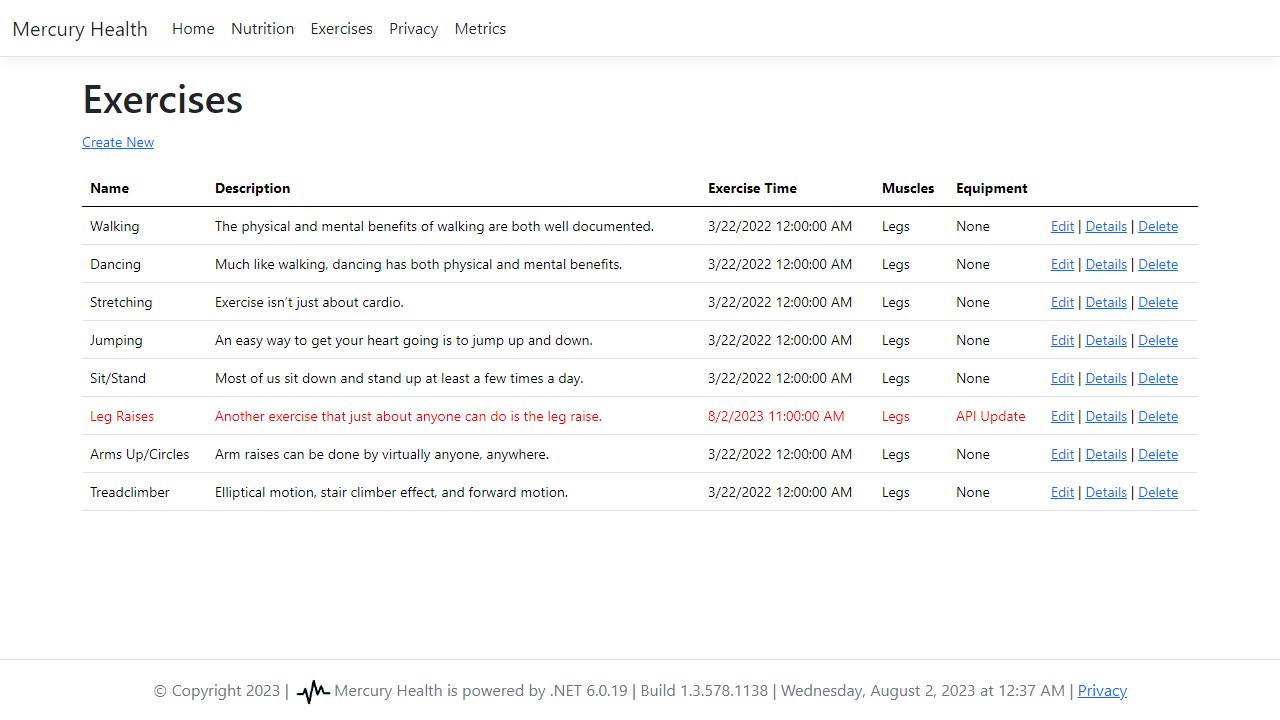 Mercury Health Home Nutrition Exercises Privacy Metrics
Exercises
Create New
Name Description Exercise Time Muscles Equipment
Walking The physical and mental benefits of walking are both well documented. 3/22/2022 12:00:00 AM Legs None Edit | Details | Delete
Dancing Much like walking, dancing has both physical and mental benefits. 3/22/2022 12:00:00 AM Legs None Edit | Details | Delete
Stretching Exercise isn't just about cardio. 3/22/2022 12:00:00 AM Legs None Edit | Details | Delete
Jumping An easy way to get your heart going is to jump up and down. 3/22/2022 12:00:00 AM Legs None Edit | Details | Delete
Sit/Stand Most of us sit down and stand up at least a few times a day. 3/22/2022 12:00:00 AM Legs None Edit | Details | Delete
Leg Raises Another exercise that just about anyone can do is the leg raise. 8/2/2023 11:00:00 AM Legs API Update Edit | Details | Delete
Arms Up/Circles Arm raises can be done by virtually anyone, anywhere. 3/22/2022 12:00:00 AM Legs None Edit | Details | Delete
Treadclimber Elliptical motion, stair climber effect, and forward motion. 3/22/2022 12:00:00 AM Legs None Edit | Details | Delete
© Copyright 2023 | Mercury Health is powered by .NET 6.0.19 | Build 1.3.578.1138 | Wednesday, August 2, 2023 at 12:37 AM | Privacy